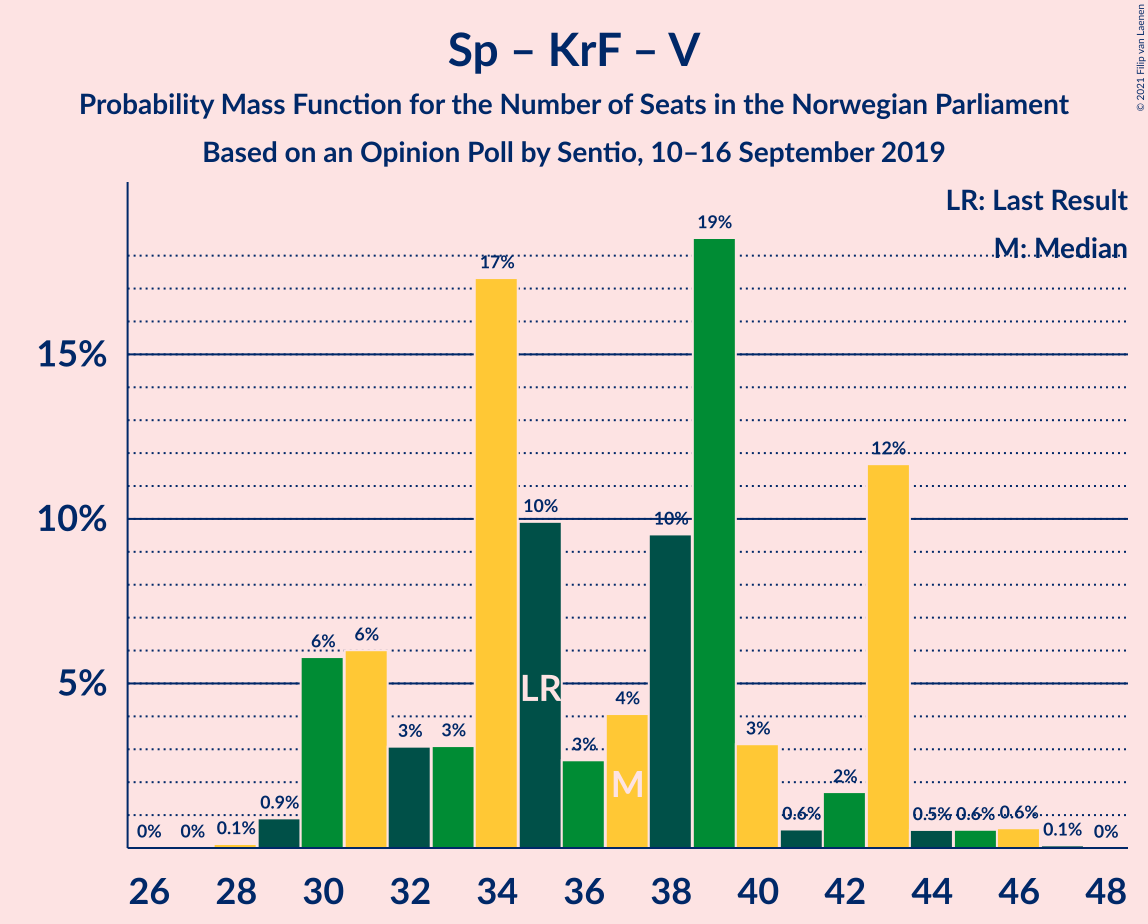 Sp – KrF – V
Probability Mass Function for the Number of Seats in the Norwegian Parliament
Based on an Opinion Poll by Sentio, 10–16 September 2019
© 2021 Filip van Laenen
LR: Last Result
M: Median
15%
10%
5%
0%
0%
0.1%
0.9%
6%
6%
3%
3%
17%
10%
3%
4%
10%
19%
3%
0.6%
2%
12%
0.5%
0.6%
0.6%
0.1%
0%
LR
M
26 28 30 32 34 36 38 40 42 44 46 48